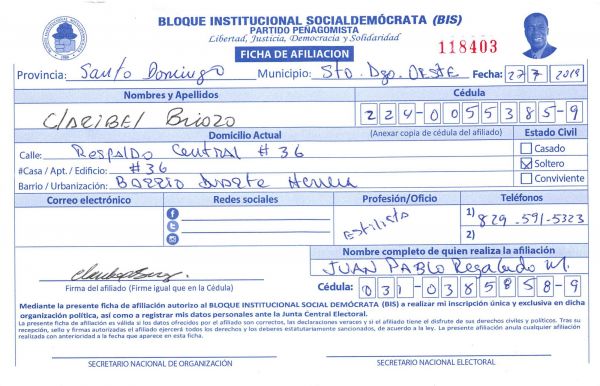 BLOQUE INSTITUCIONAL SOCIALDEMÓCRATA (BIS)
PARTIDO PEÑAGOMISTA
Libertad, Justicia, Democracia y Solidaridad
FICHA DE AFILIACION
118403
Provincia: Santo Domingo Municipio: Sto. Dgo. OESTE Fecha: 27 7 2019
Nombres y Apellidos Cédula
Claribel Briozo 224-0055385-9
Domicilio Actual (Anexar copia de cédula del afiliado) Estado Civil
Calle: Respaldo Central # 36 Casado
#Casa / Apt. / Edificio: #36 Soltero
Barrio / Urbanización: Barrio Duarte Herrera Conviviente
Correo electrónico Redes sociales Profesión/Oficio Teléfonos
Estilista
1) 829-591-5323
2)
Nombre completo de quien realiza la afiliación
JUAN PABLO Regalado M.
Firma del afiliado (Firme igual que en la Cédula)
Cédula: 031-0385858-9
Mediante la presente ficha de afiliación autorizo al BLOQUE INSTITUCIONAL SOCIAL DEMÓCRATA (BIS) a realizar mi inscripción única y exclusiva en dicha
organización política, así como a registrar mis datos personales ante la Junta Central Electoral.
La presente ficha de afiliación es válida si los datos ofrecidos por el afiliado son correctos, las declaraciones veraces y si el afiliado tiene el disfrute de sus derechos civiles y políticos. Tras su
recepción, sello y firmas autorizadas el afiliado ejercerá todos los derechos y los deberes estatutariamente sancionados, de acuerdo a la ley. La presente afiliación anula cualquier afiliación
realizada con anterioridad a la fecha que aparece en esta ficha.
SECRETARIO NACIONAL DE ORGANIZACIÓN SECRETARIO NACIONAL ELECTORAL